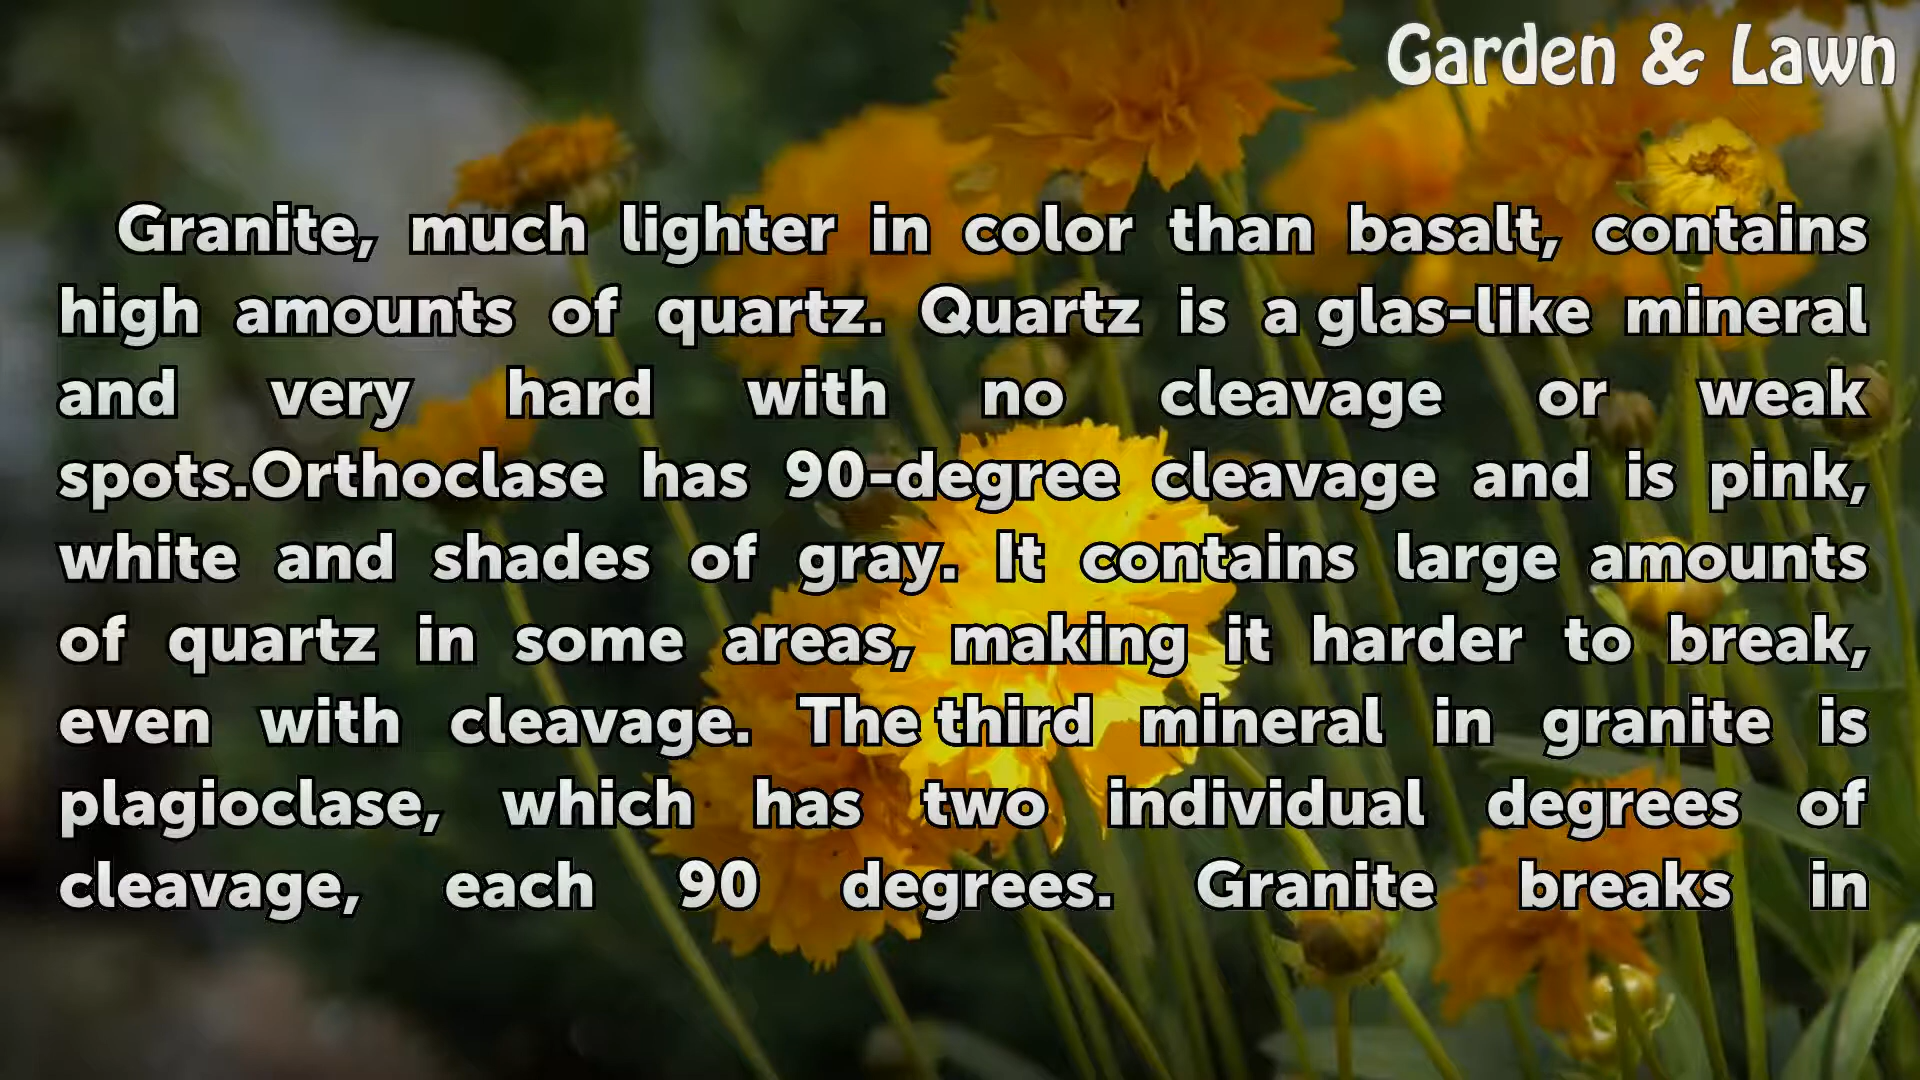 Garden & Lawn
Granite, much lighter in color than basalt, contains
high amounts of quartz. Quartz is a glas-like mineral
and very hard with no cleavage or weak
spots.Orthoclase has 90-degree cleavage and is pink,
white and shades of gray. It contains large amounts
of quartz in some areas, making it harder to break,
even with cleavage. The third mineral in granite is
plagioclase, which has two individual degrees of
cleavage, each 90 degrees. Granite breaks in